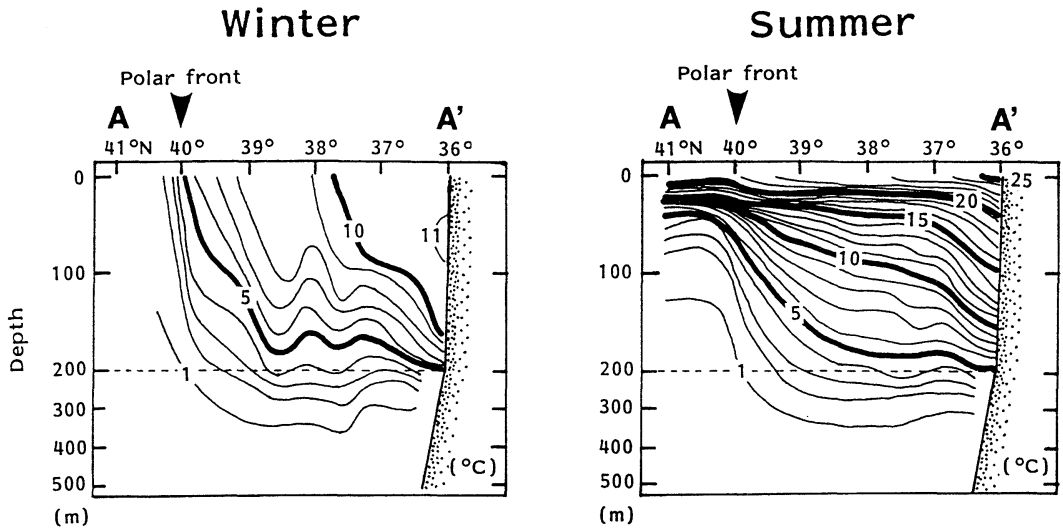 Winter
Polar front
A A'
41°N 40° 39° 38° 37° 36°
0
100
200
300
400
500
(m)
Depth
10
11
5
1
(°C)
Summer
Polar front
A A'
41°N 40° 39° 38° 37° 36°
0
100
200
300
400
500
(m)
25
20
15
10
5
1
(°C)